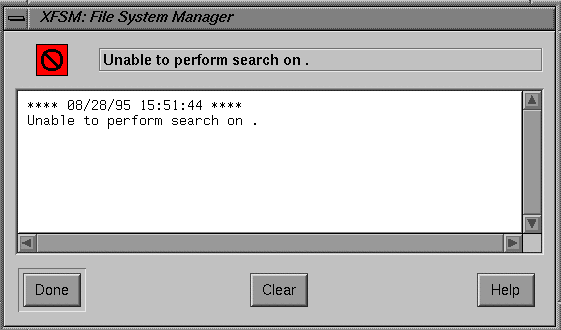 XFSM: File System Manager
Unable to perform search on .
**** 08/28/95 15:51:44 ****
Unable to perform search on .
Done Clear Help